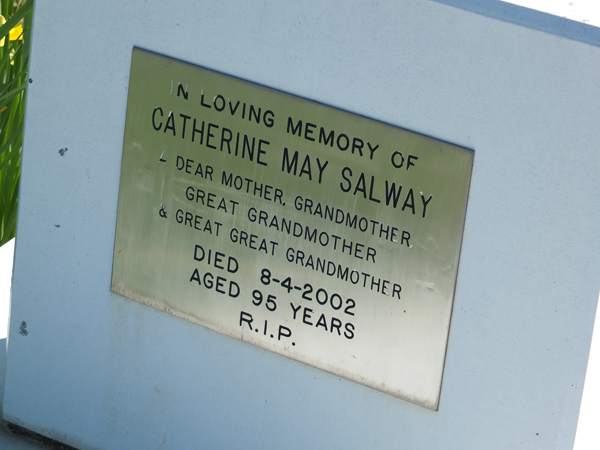 IN LOVING MEMORY OF
CATHERINE MAY SALWAY
DEAR MOTHER, GRANDMOTHER
GREAT GRANDMOTHER
& GREAT GREAT GRANDMOTHER
DIED 8-4-2002
AGED 95 YEARS
R.I.P.